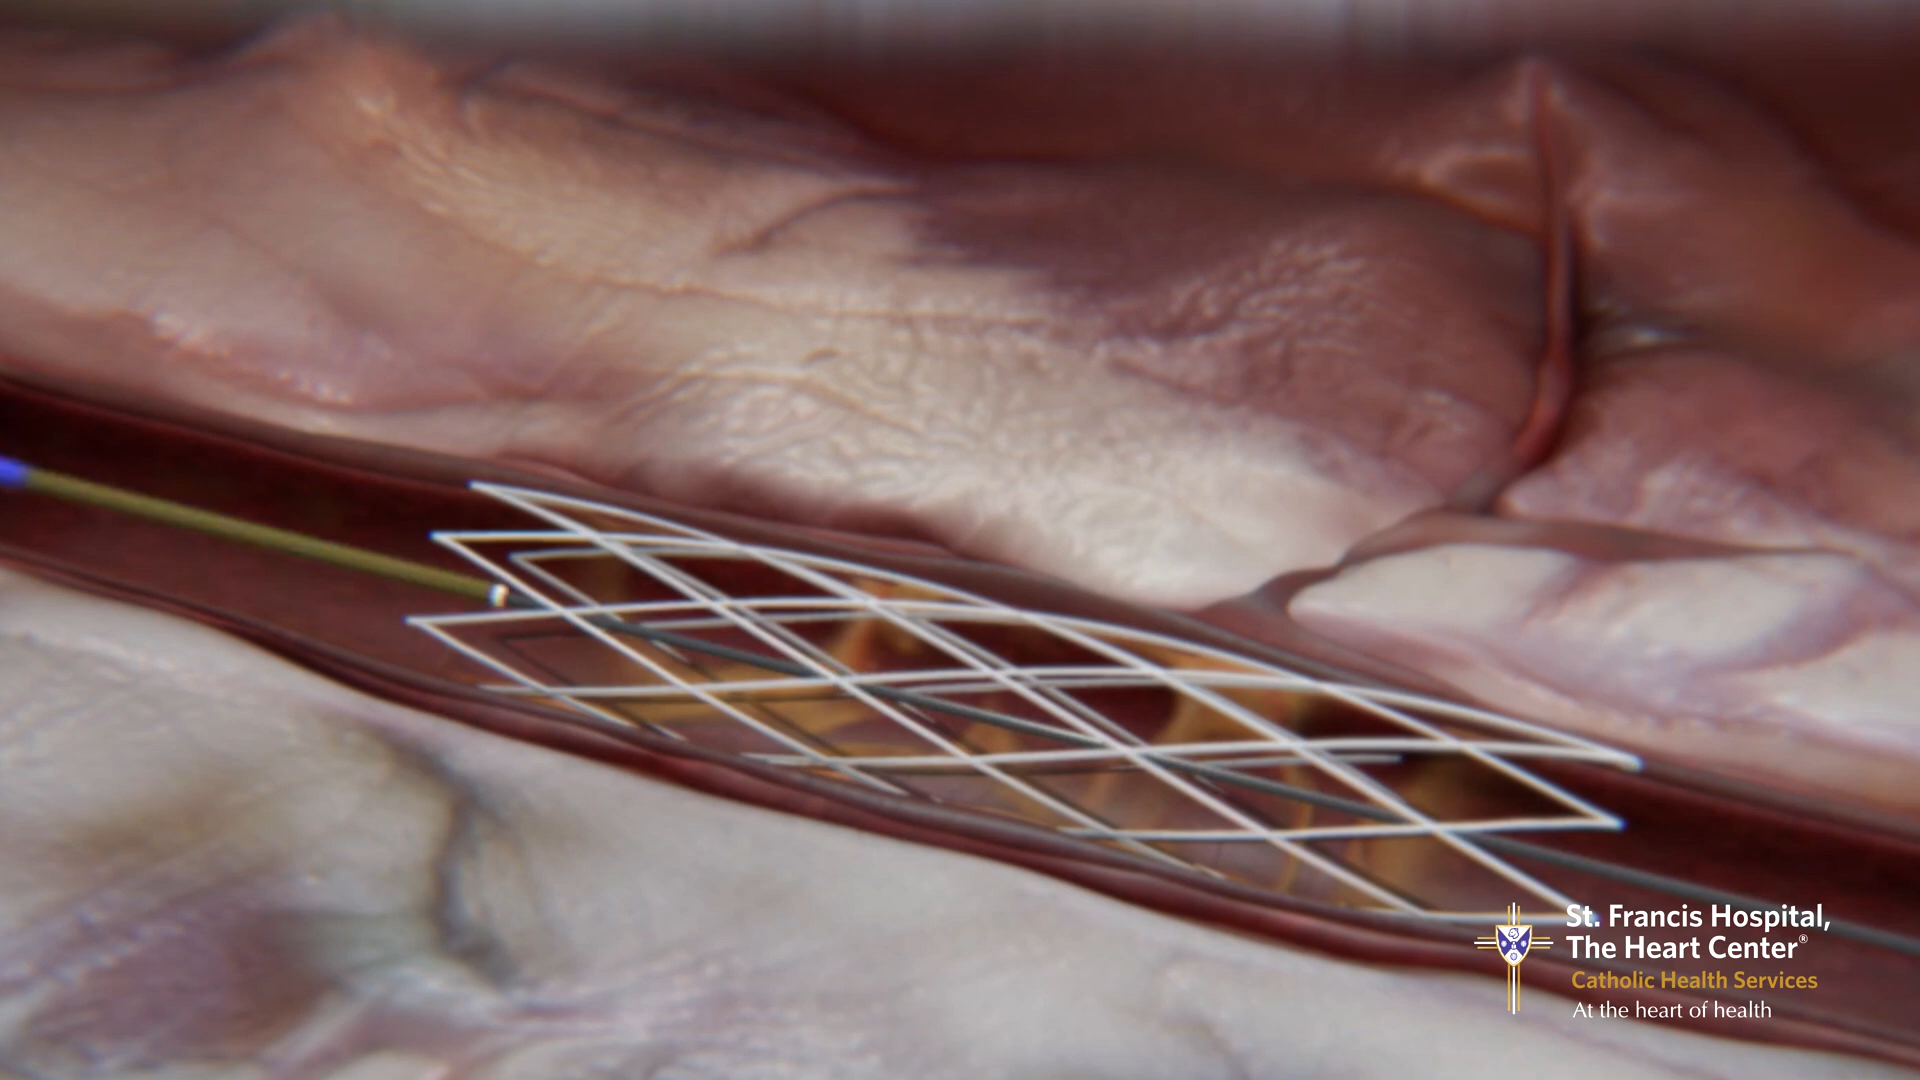 St. Francis Hospital,
The Heart Center®
Catholic Health Services
At the heart of health